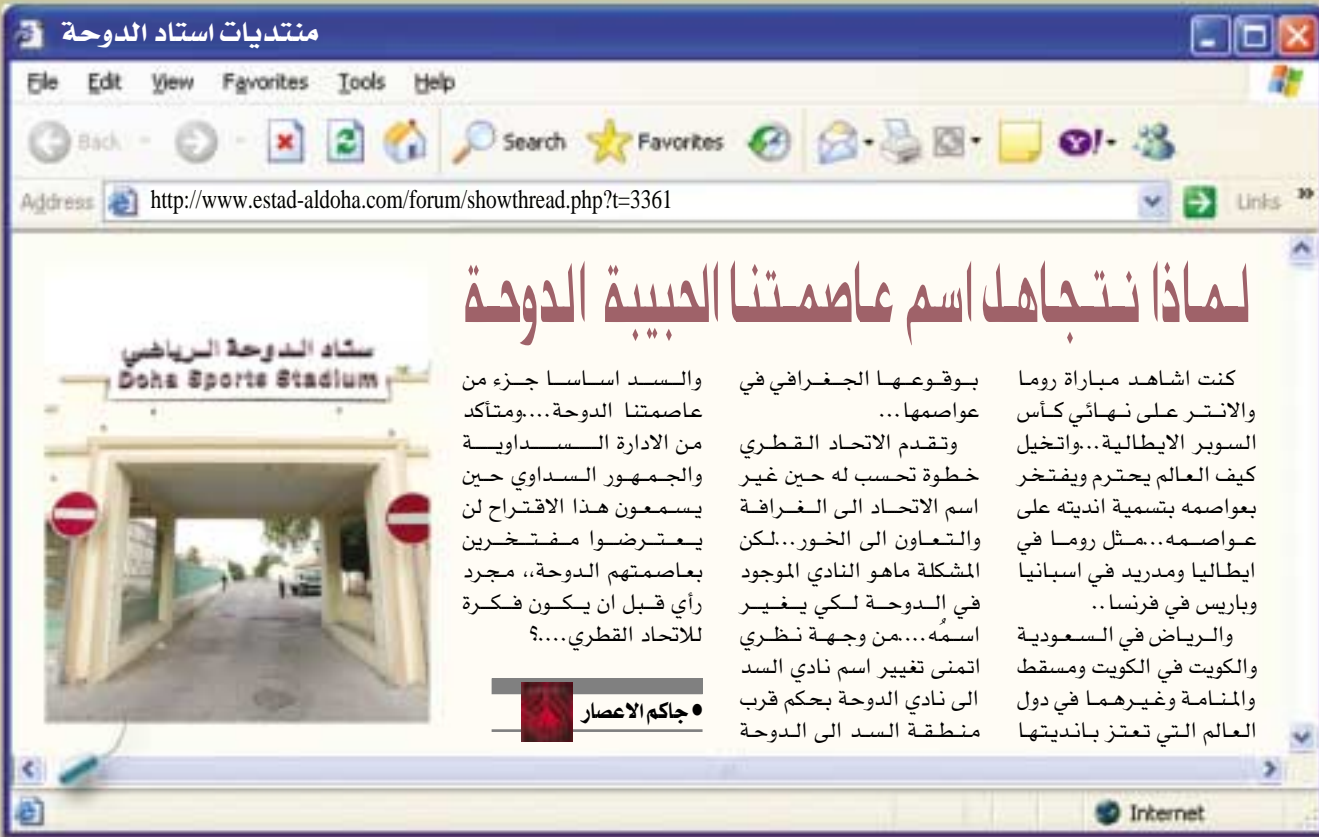 منتديات استاد الدوحة
File Edit View Favorites Tools Help
Back Search Favorites
Address http://www.estad-aldoha.com/forum/showthread.php?t=3361 Links
لماذا نتجاهل اسم عاصمتنا الحبيبة الدوحة
ستاد الدوحة الرياضي
Doha Sports Stadium
كنت اشاهد مباراة روما
والانتر على نهائي كأس
السوبر الايطالية...واتخيل
كيف العالم يحترم ويفتخر
بعواصمه بتسمية انديته على
عواصمه...مثل روما في
ايطاليا ومدريد في اسبانيا
وباريس في فرنسا..
والرياض في السعودية
والكويت في الكويت ومسقط
والمنامة وغيرهما في دول
العالم التي تعتز بانديتها
بوقوعها الجغرافي في
عواصمها...
وتقدم الاتحاد القطري
خطوة تحسب له حين غير
اسم الاتحاد الى الغرافة
والتعاون الى الخور...لكن
المشكلة ماهو النادي الموجود
في الدوحة لكي يغير
اسمُه....من وجهة نظري
اتمنى تغيير اسم نادي السد
الى نادي الدوحة بحكم قرب
منطقة السد الى الدوحة
والسد اساسا جزء من
عاصمتنا الدوحة....ومتأكد
من الادارة السداوية
والجمهور السداوي حين
يسمعون هذا الاقتراح لن
يعترضوا مفتخرين
بعاصمتهم الدوحة،، مجرد
رأي قبل ان يكون فكرة
للاتحاد القطري....؟
• جاكم الاعصار
Internet